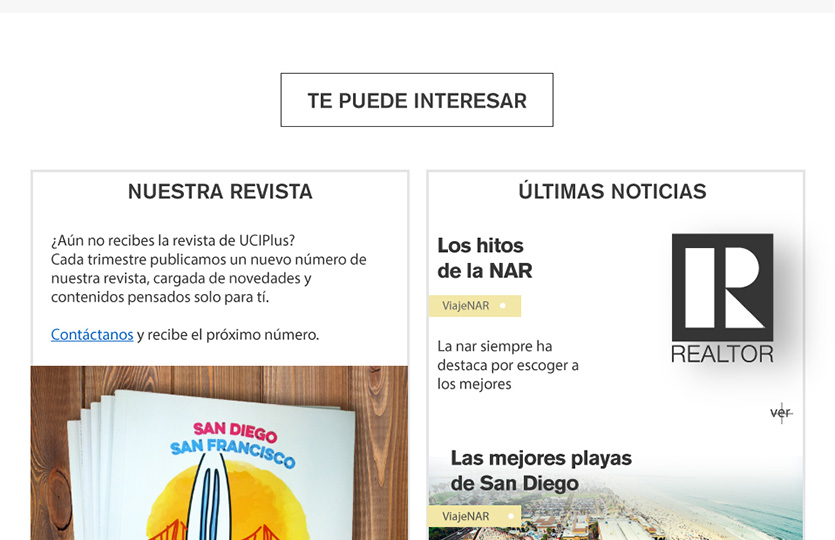 TE PUEDE INTERESAR
NUESTRA REVISTA
¿Aún no recibes la revista de UCIPlus?
Cada trimestre publicamos un nuevo número de
nuestra revista, cargada de novedades y
contenidos pensados solo para tí.
Contáctanos y recibe el próximo número.
SAN DIEGO
SAN FRANCISCO
ÚLTIMAS NOTICIAS
Los hitos
de la NAR
ViajeNAR
La nar siempre ha
destaca por escoger a
los mejores
R
REALTOR
ver
Las mejores playas
de San Diego
ViajeNAR